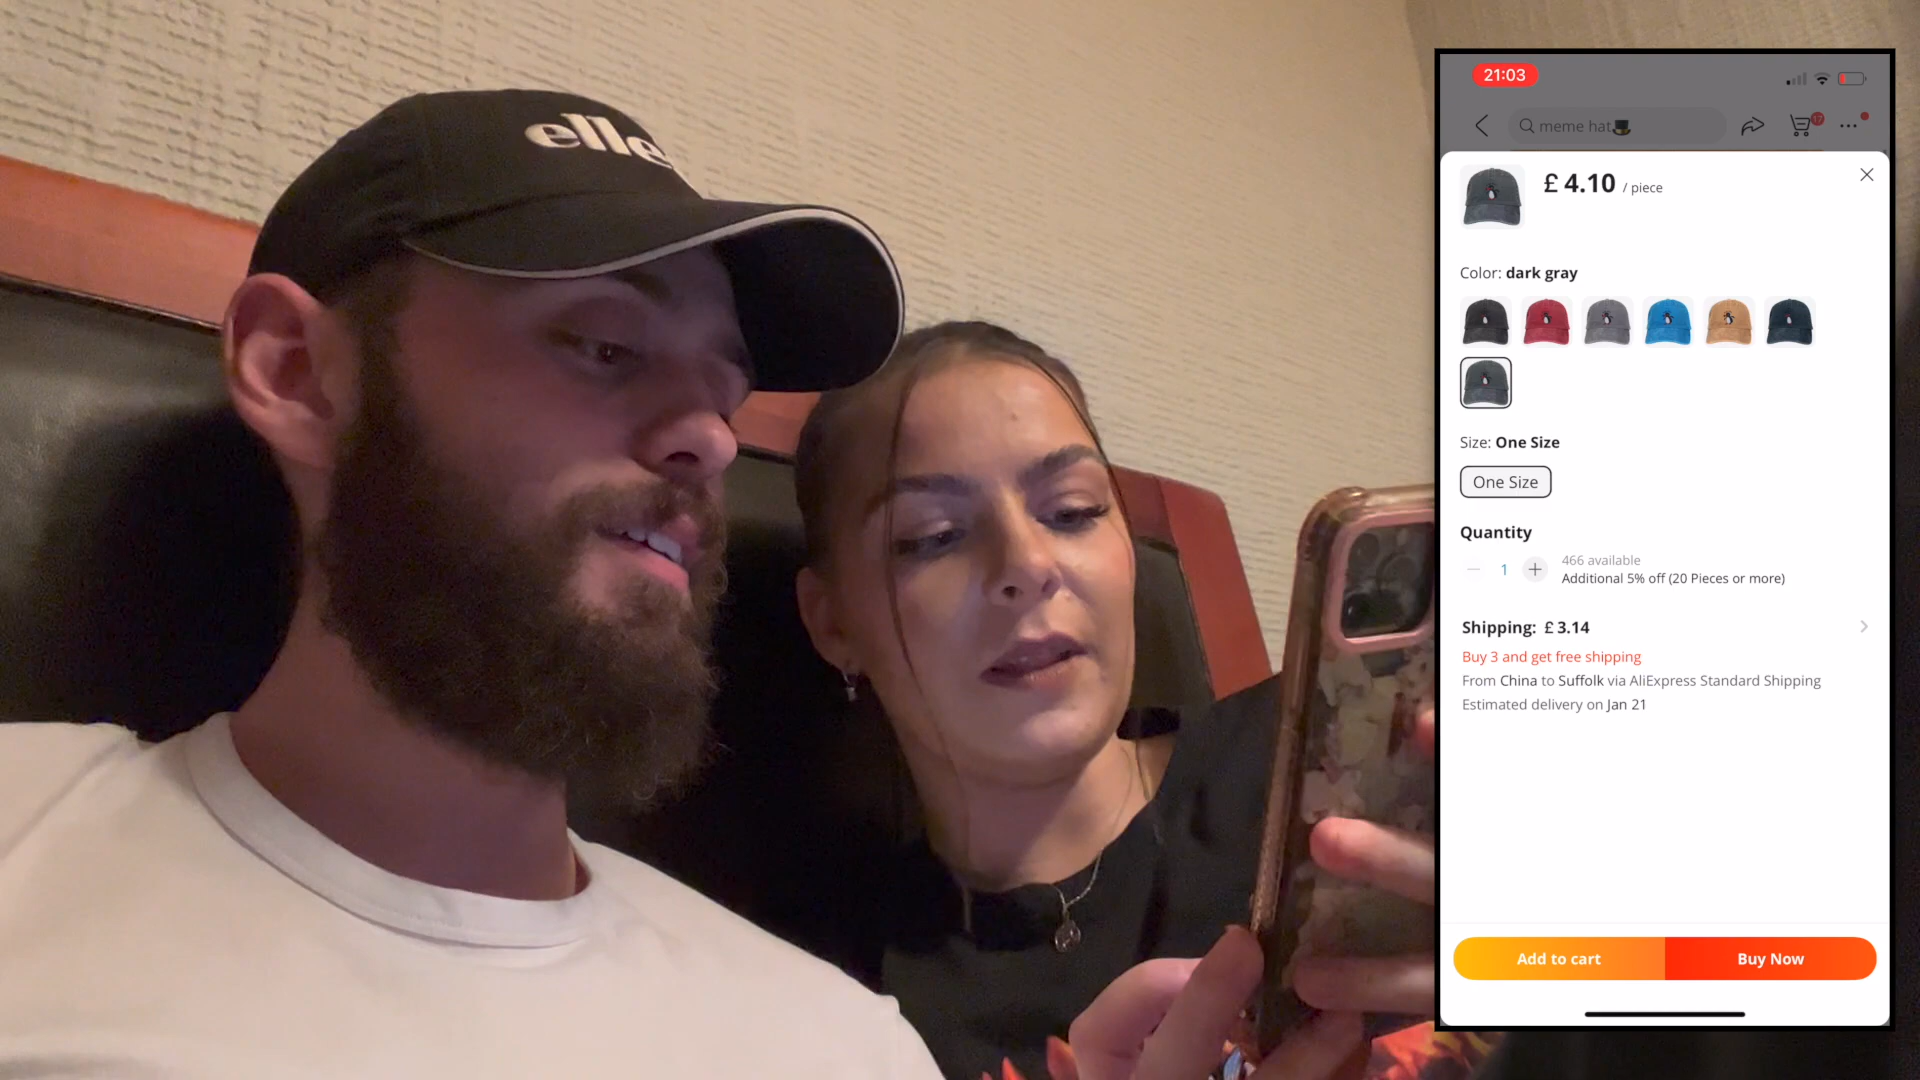 elle
21:03
meme hat🎩
17
£ 4.10 / piece
Color: dark gray
Size: One Size
One Size
Quantity
1
466 available
Additional 5% off (20 Pieces or more)
Shipping: £ 3.14
Buy 3 and get free shipping
From China to Suffolk via AliExpress Standard Shipping
Estimated delivery on Jan 21
Add to cart
Buy Now